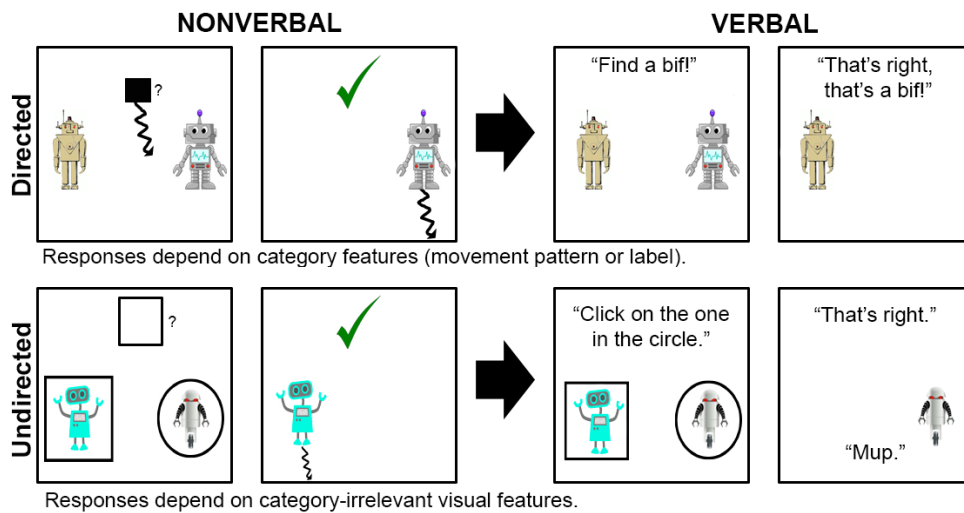 NONVERBAL
VERBAL
Directed
?
“Find a bif!”
“That’s right,
that’s a bif!”
Responses depend on category features (movement pattern or label).
Undirected
?
“Click on the one
in the circle.”
“That’s right.”
“Mup.”
Responses depend on category-irrelevant visual features.